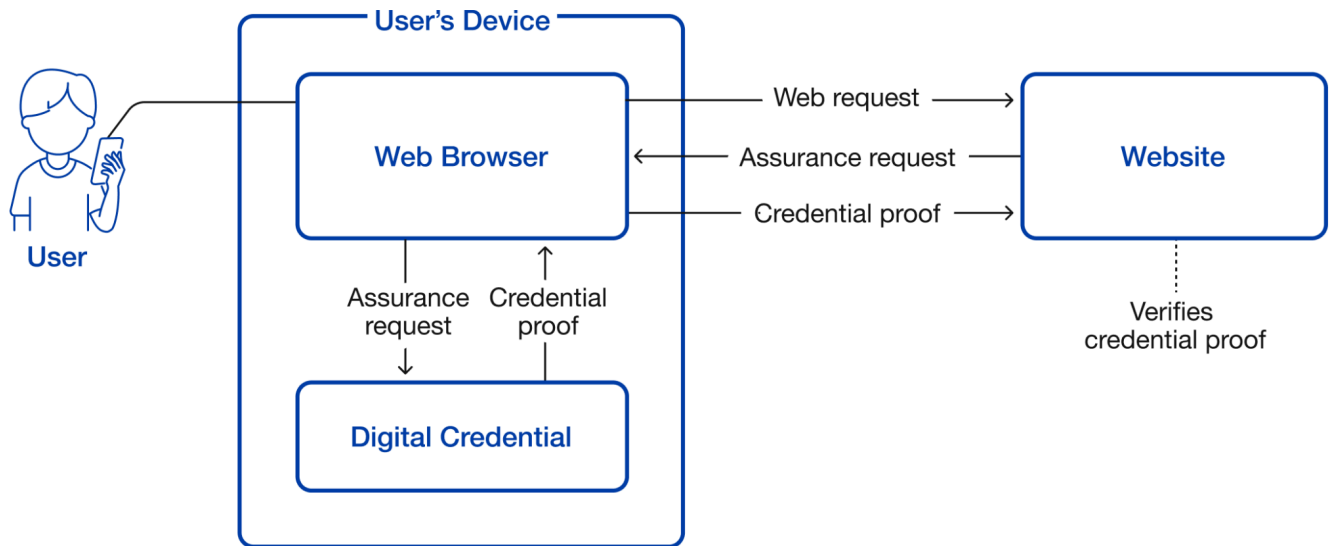 User's Device
Web Browser
Web request
Website
Assurance request
Credential proof
User
Assurance
request
Credential
proof
Verifies
credential proof
Digital Credential